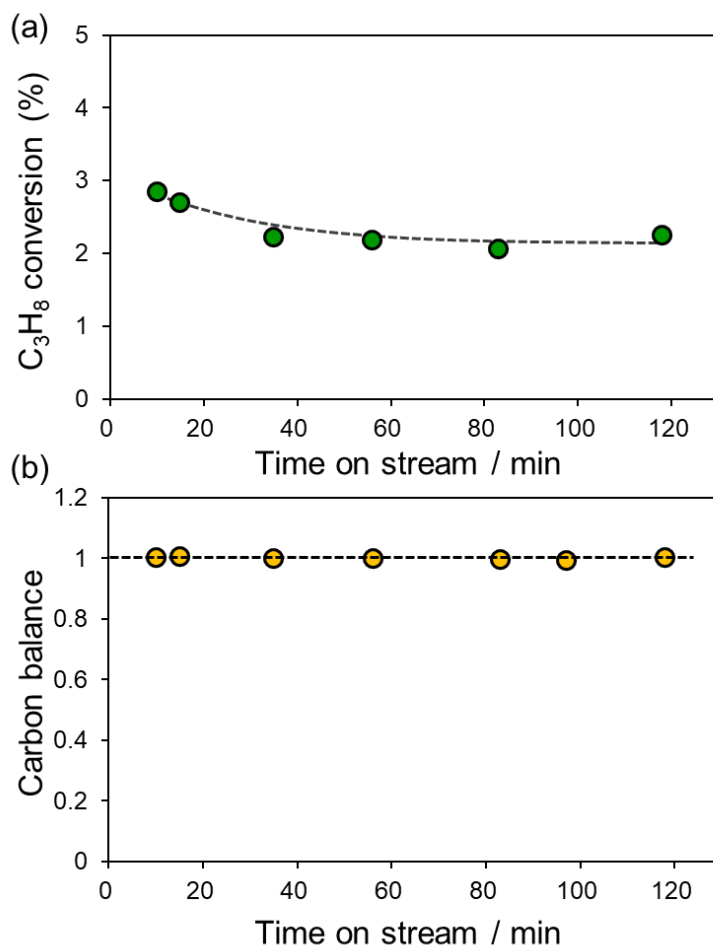 (a)
C₃H₈ conversion (%)
5
4
3
2
1
0
0 20 40 60 80 100 120
Time on stream / min
(b)
Carbon balance
1.2
1
0.8
0.6
0.4
0.2
0
0 20 40 60 80 100 120
Time on stream / min